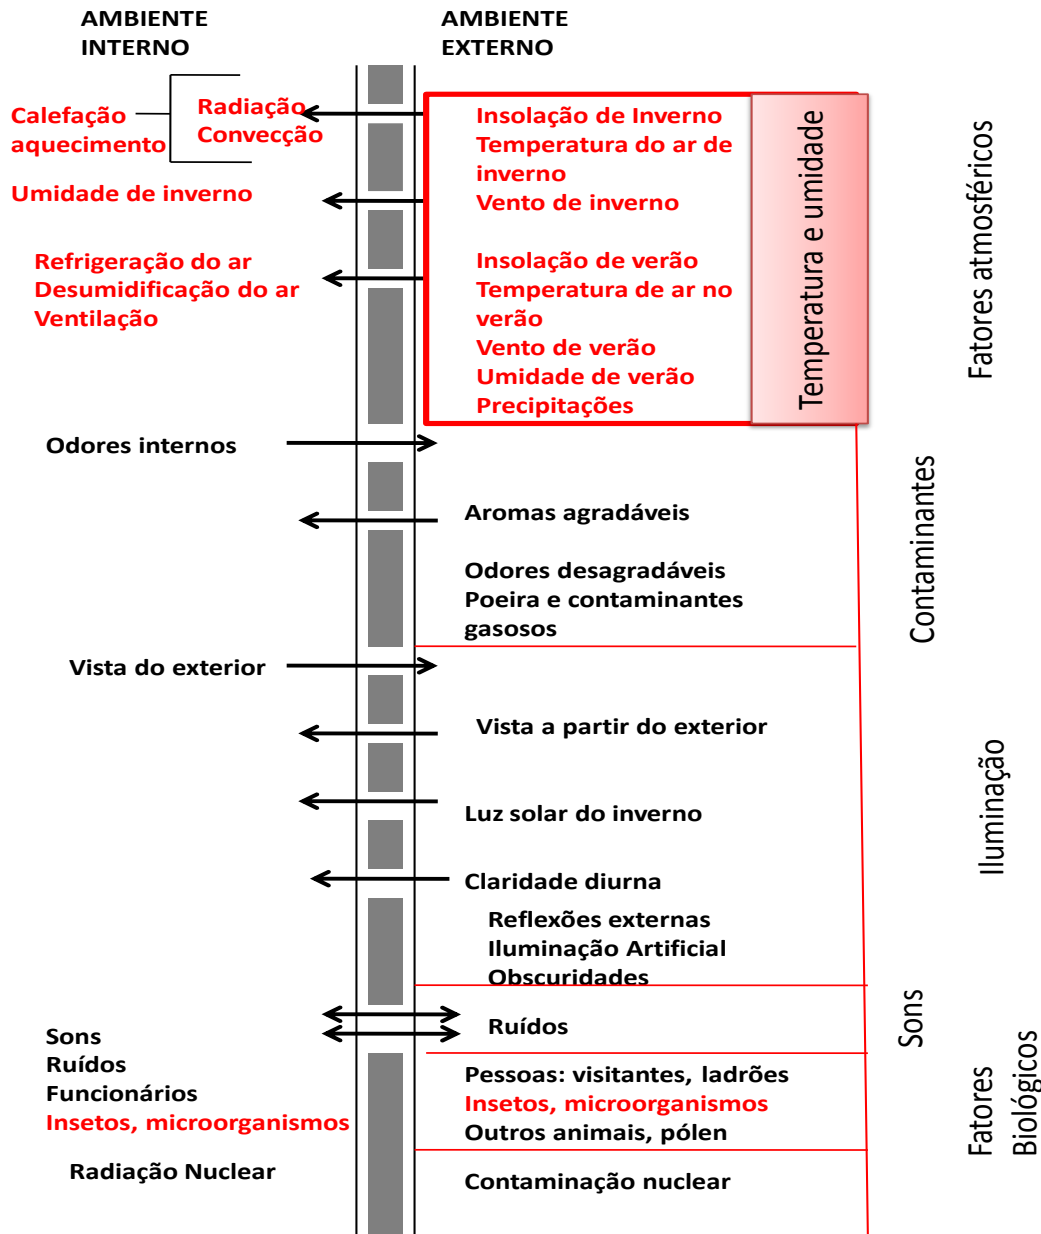 AMBIENTE
INTERNO
AMBIENTE
EXTERNO
Calefação
aquecimento
Radiação
Convecção
Insolação de Inverno
Temperatura do ar de
inverno
Vento de inverno
Umidade de inverno
Refrigeração do ar
Desumidificação do ar
Ventilação
Insolação de verão
Temperatura de ar no
verão
Vento de verão
Umidade de verão
Precipitações
Temperatura e umidade
Fatores atmosféricos
Odores internos
Aromas agradáveis
Odores desagradáveis
Poeira e contaminantes
gasosos
Contaminantes
Vista do exterior
Vista a partir do exterior
Luz solar do inverno
Claridade diurna
Reflexões externas
Iluminação Artificial
Obscuridades
Iluminação
Sons
Ruídos
Funcionários
Insetos, microorganismos
Ruídos
Sons
Pessoas: visitantes, ladrões
Insetos, microorganismos
Outros animais, pólen
Fatores
Biológicos
Radiação Nuclear
Contaminação nuclear